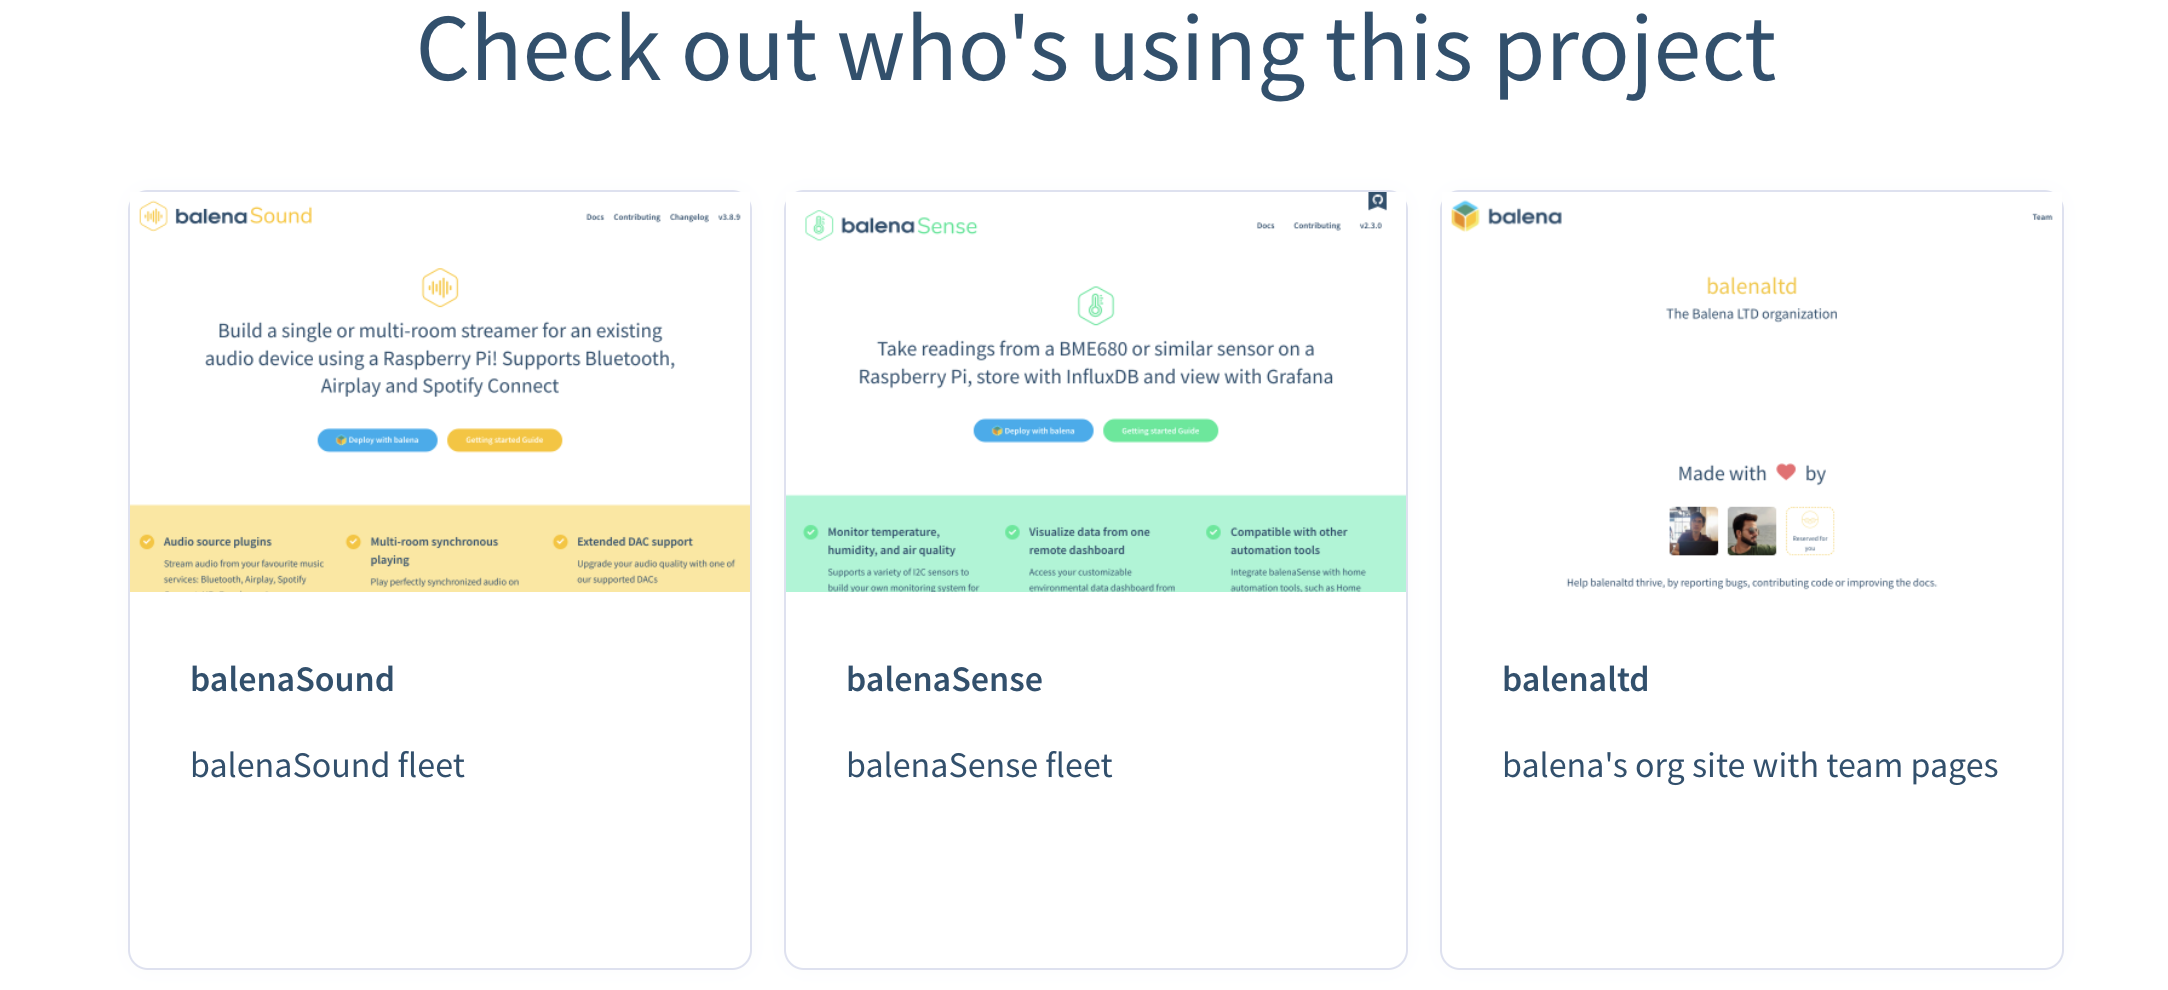 Check out who's using this project
balenaSound
Docs Contributing Changelog v3.8.9
Build a single or multi-room streamer for an existing
audio device using a Raspberry Pi! Supports Bluetooth,
Airplay and Spotify Connect
Deploy with balena
Getting started Guide
Audio source plugins
Stream audio from your favourite music
services: Bluetooth, Airplay, Spotify
Multi-room synchronous
playing
Play perfectly synchronized audio on
Extended DAC support
Upgrade your audio quality with one of
our supported DACs
balenaSound
balenaSound fleet
balenaSense
Docs Contributing v2.3.0
Take readings from a BME680 or similar sensor on a
Raspberry Pi, store with InfluxDB and view with Grafana
Deploy with balena
Getting started Guide
Monitor temperature,
humidity, and air quality
Supports a variety of I2C sensors to
build your own monitoring system for
Visualize data from one
remote dashboard
Access your customizable
environmental data dashboard from
Compatible with other
automation tools
Integrate balenaSense with home
automation tools, such as Home
balenaSense
balenaSense fleet
balena
Team
balenaltd
The Balena LTD organization
Made with ❤ by
Reserved for
you
Help balenaltd thrive, by reporting bugs, contributing code or improving the docs.
balenaltd
balena's org site with team pages